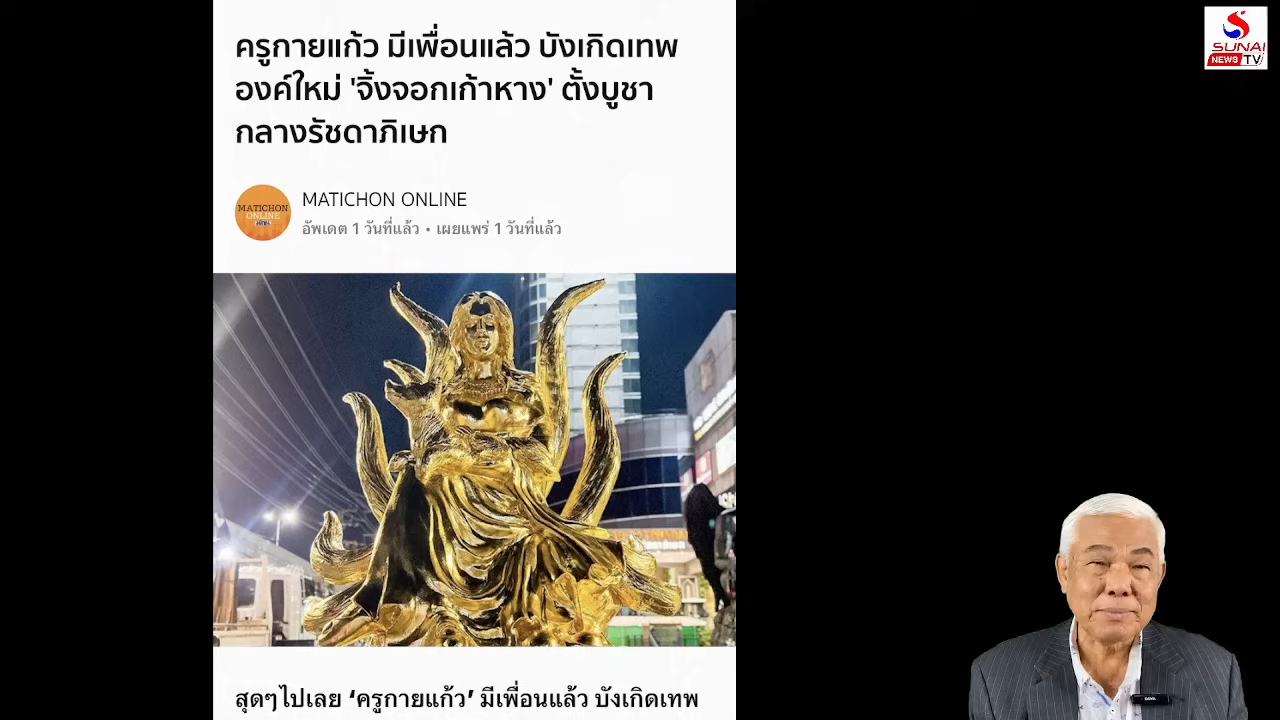 ครูกายแก้ว มีเพื่อนแล้ว บังเกิดเทพ
องค์ใหม่ 'จิ้งจอกเก้าหาง' ตั้งบูชา
กลางรัชดาภิเษก
MATICHON ONLINE
อัพเดต 1 วันที่แล้ว • เผยแพร่ 1 วันที่แล้ว
MATICHON
ONLINE
สุดๆไปเลย ‘ครูกายแก้ว’ มีเพื่อนแล้ว บังเกิดเทพ
SUNAI
NEWS TV